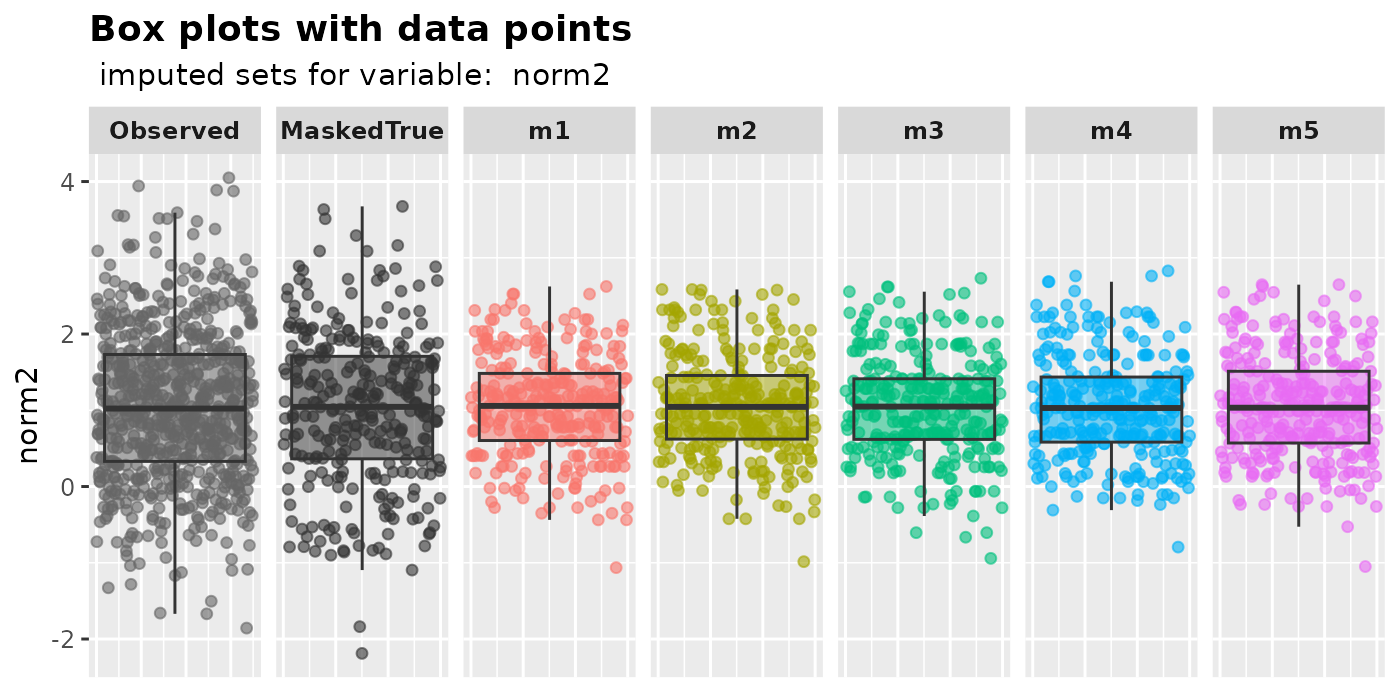 Box plots with data points
imputed sets for variable:  norm2
Observed MaskedTrue m1 m2 m3 m4 m5
4
2
0
-2
norm2